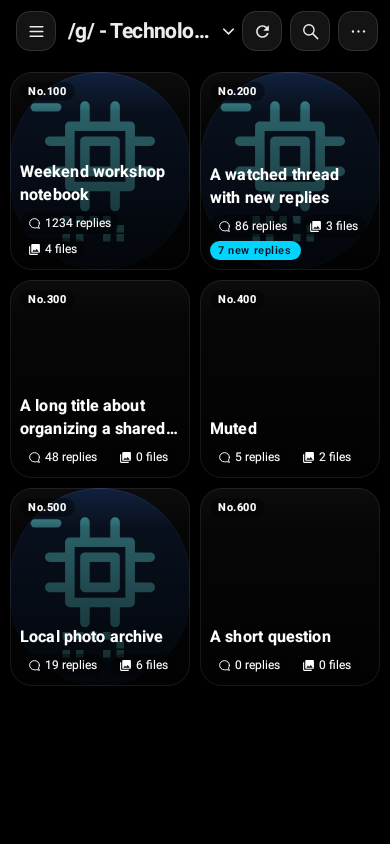 /g/ - Technolo...
No.100
Weekend workshop
notebook
1234 replies
4 files
No.200
A watched thread
with new replies
86 replies
3 files
7 new replies
No.300
A long title about
organizing a shared...
48 replies
0 files
No.400
Muted
5 replies
2 files
No.500
Local photo archive
19 replies
6 files
No.600
A short question
0 replies
0 files